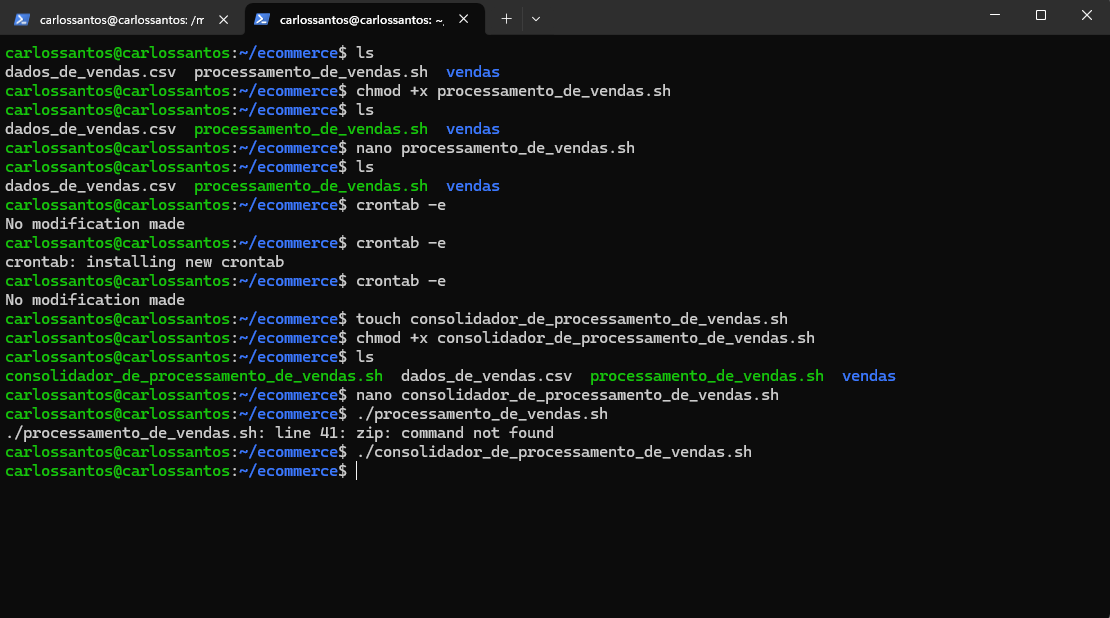 carlossantos@carlossantos: /m
carlossantos@carlossantos: ~,
carlossantos@carlossantos:~/ecommerce$ ls
dados_de_vendas.csv  processamento_de_vendas.sh  vendas
carlossantos@carlossantos:~/ecommerce$ chmod +x processamento_de_vendas.sh
carlossantos@carlossantos:~/ecommerce$ ls
dados_de_vendas.csv  processamento_de_vendas.sh  vendas
carlossantos@carlossantos:~/ecommerce$ nano processamento_de_vendas.sh
carlossantos@carlossantos:~/ecommerce$ ls
dados_de_vendas.csv  processamento_de_vendas.sh  vendas
carlossantos@carlossantos:~/ecommerce$ crontab -e
No modification made
carlossantos@carlossantos:~/ecommerce$ crontab -e
crontab: installing new crontab
carlossantos@carlossantos:~/ecommerce$ crontab -e
No modification made
carlossantos@carlossantos:~/ecommerce$ touch consolidador_de_processamento_de_vendas.sh
carlossantos@carlossantos:~/ecommerce$ chmod +x consolidador_de_processamento_de_vendas.sh
carlossantos@carlossantos:~/ecommerce$ ls
consolidador_de_processamento_de_vendas.sh  dados_de_vendas.csv  processamento_de_vendas.sh  vendas
carlossantos@carlossantos:~/ecommerce$ nano consolidador_de_processamento_de_vendas.sh
carlossantos@carlossantos:~/ecommerce$ ./processamento_de_vendas.sh
./processamento_de_vendas.sh: line 41: zip: command not found
carlossantos@carlossantos:~/ecommerce$ ./consolidador_de_processamento_de_vendas.sh
carlossantos@carlossantos:~/ecommerce$